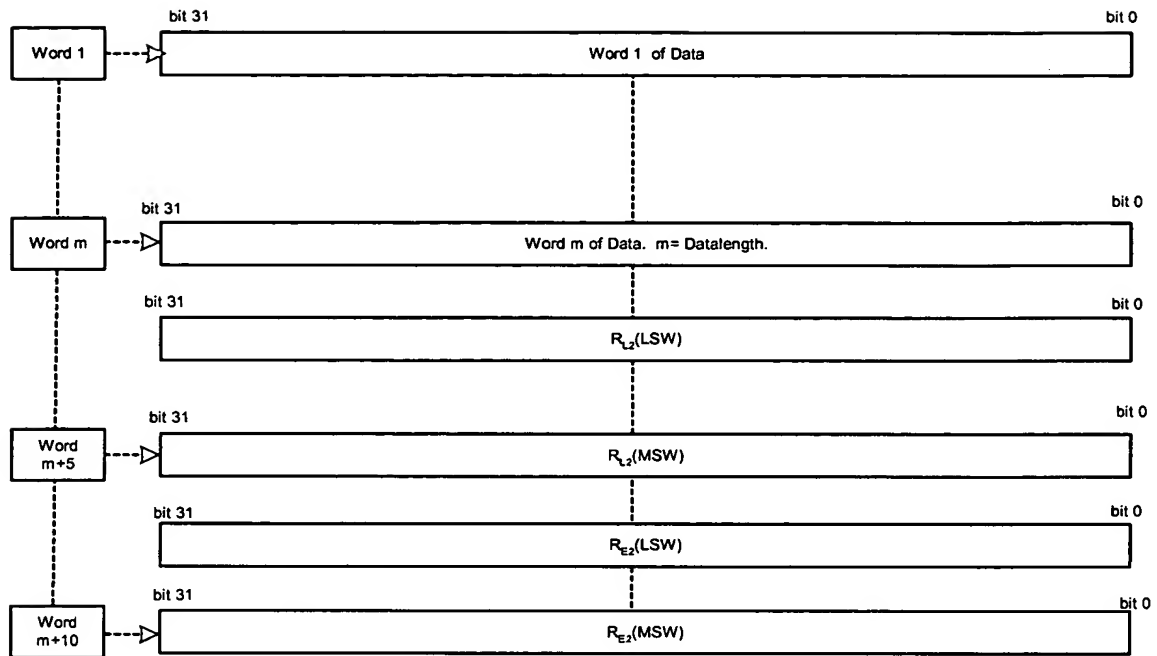 bit 31
bit 0
Word 1
Word 1 of Data
bit 31
bit 0
Word m
Word m of Data. m= Datalength.
bit 31
bit 0
R_L2(LSW)
bit 31
bit 0
Word
m+5
R_L2(MSW)
bit 31
bit 0
R_E2(LSW)
bit 31
bit 0
Word
m+10
R_E2(MSW)